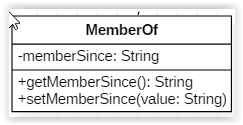 MemberOf
-memberSince: String
+getMemberSince(): String
+setMemberSince(value: String)